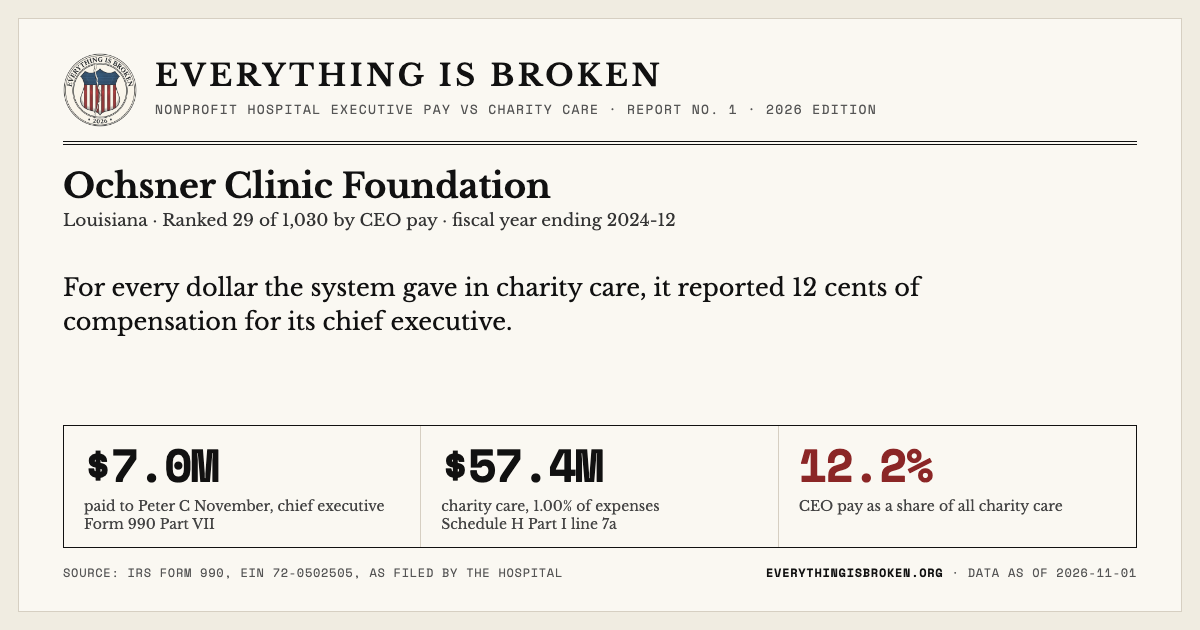 EVERYTHING IS BROKEN
• 2026 •
EVERYTHING IS BROKEN
NONPROFIT HOSPITAL EXECUTIVE PAY VS CHARITY CARE · REPORT NO. 1 · 2026 EDITION
Ochsner Clinic Foundation
Louisiana · Ranked 29 of 1,030 by CEO pay · fiscal year ending 2024-12
For every dollar the system gave in charity care, it reported 12 cents of
compensation for its chief executive.
$7.0M
paid to Peter C November, chief executive
Form 990 Part VII
$57.4M
charity care, 1.00% of expenses
Schedule H Part I line 7a
12.2%
CEO pay as a share of all charity care
SOURCE: IRS FORM 990, EIN 72-0502505, AS FILED BY THE HOSPITAL
EVERYTHINGISBROKEN.ORG · DATA AS OF 2026-11-01